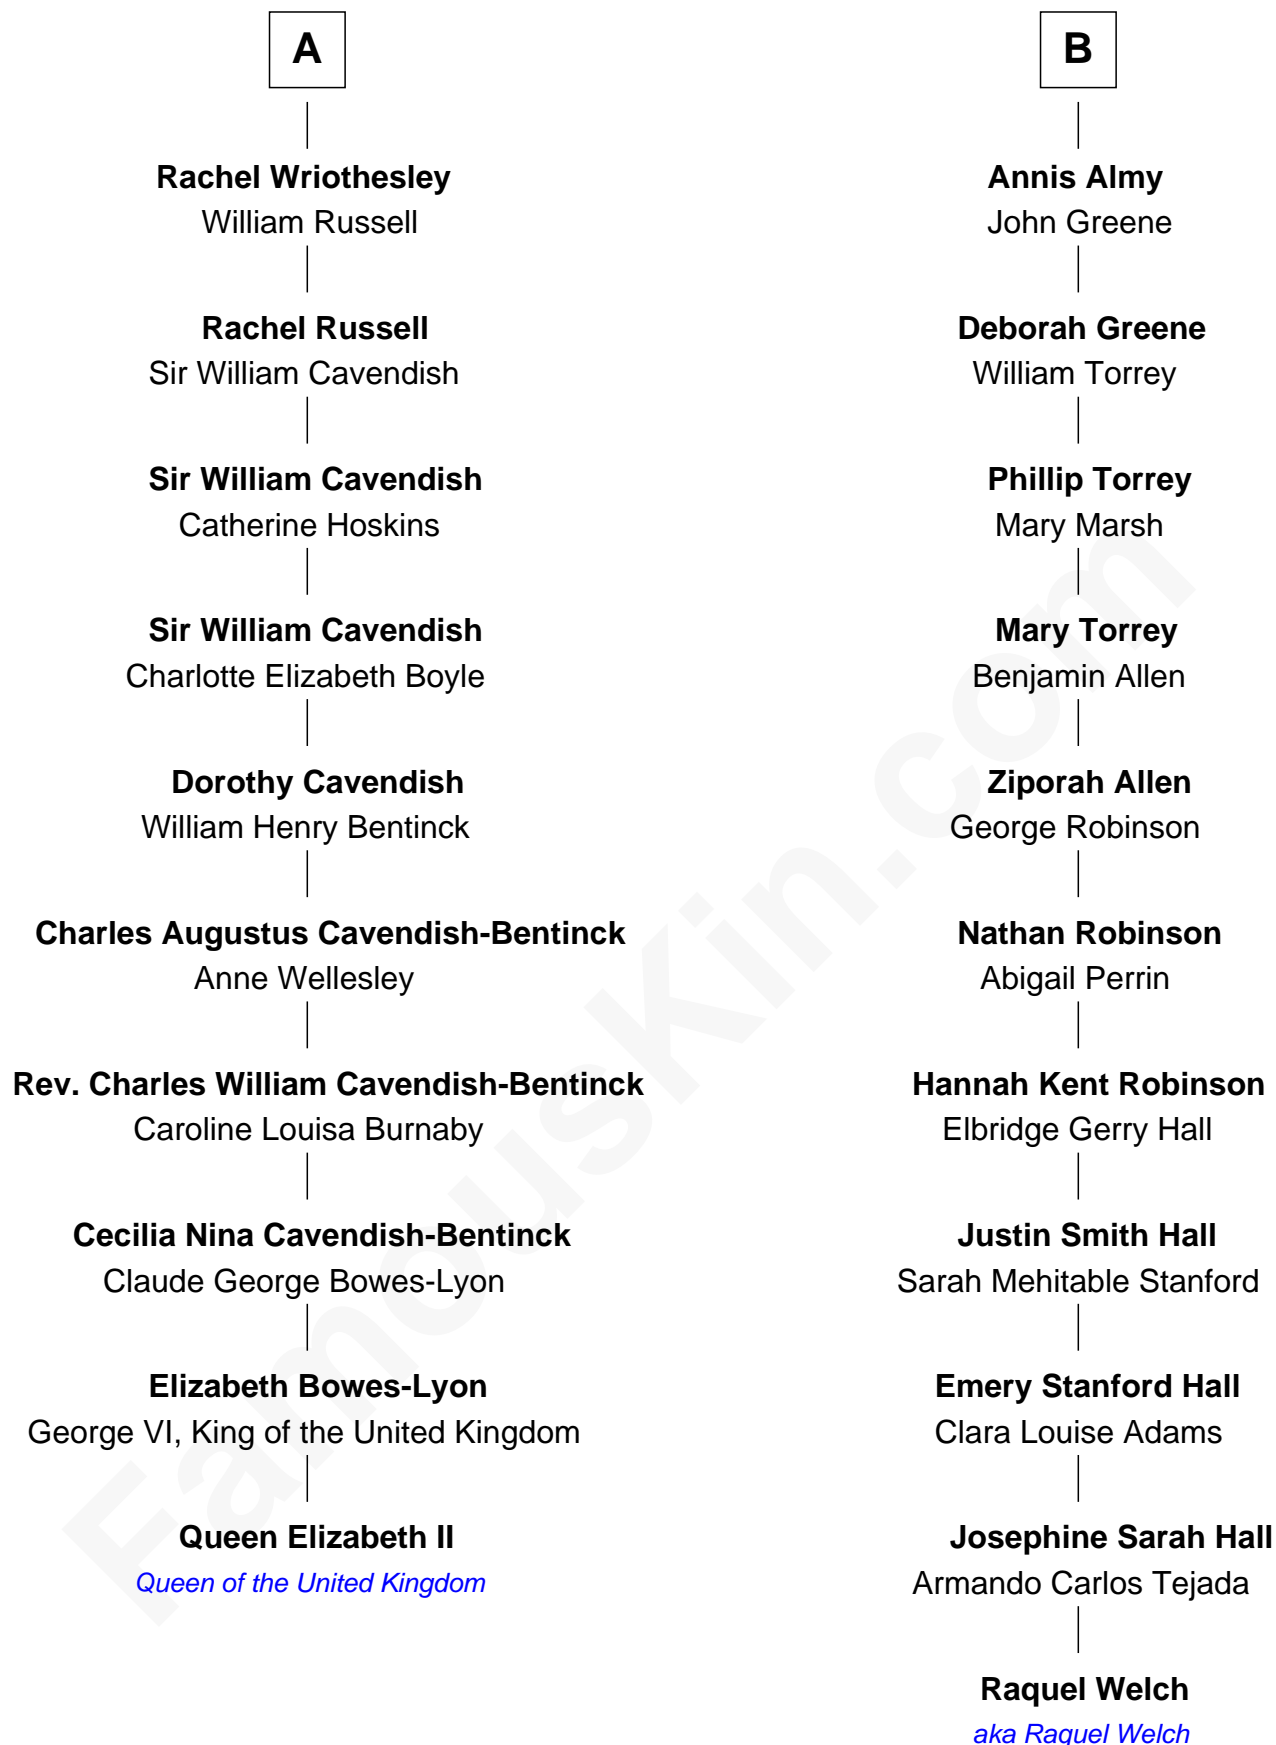 A
Rachel Wriothesley
William Russell
Rachel Russell
Sir William Cavendish
Sir William Cavendish
Catherine Hoskins
Sir William Cavendish
Charlotte Elizabeth Boyle
Dorothy Cavendish
William Henry Bentinck
Charles Augustus Cavendish-Bentinck
Anne Wellesley
Rev. Charles William Cavendish-Bentinck
Caroline Louisa Burnaby
Cecilia Nina Cavendish-Bentinck
Claude George Bowes-Lyon
Elizabeth Bowes-Lyon
George VI, King of the United Kingdom
Queen Elizabeth II
Queen of the United Kingdom
B
Annis Almy
John Greene
Deborah Greene
William Torrey
Phillip Torrey
Mary Marsh
Mary Torrey
Benjamin Allen
Ziporah Allen
George Robinson
Nathan Robinson
Abigail Perrin
Hannah Kent Robinson
Elbridge Gerry Hall
Justin Smith Hall
Sarah Mehitable Stanford
Emery Stanford Hall
Clara Louise Adams
Josephine Sarah Hall
Armando Carlos Tejada
Raquel Welch
aka Raquel Welch
FamousKin.com